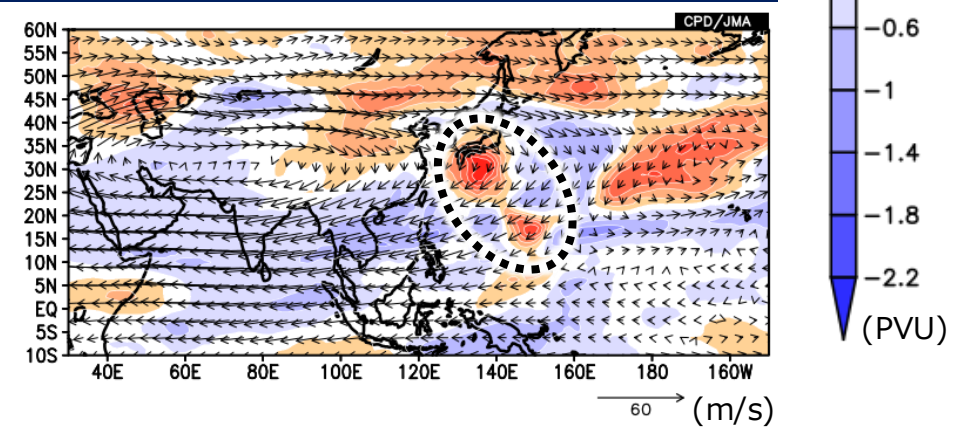 CPD/JMA
60N
55N
50N
45N
40N
35N
30N
25N
20N
15N
10N
5N
EQ
5S
10S
40E 60E 80E 100E 120E 140E 160E 180 160W
60 (m/s)
−0.6
−1
−1.4
−1.8
−2.2
(PVU)